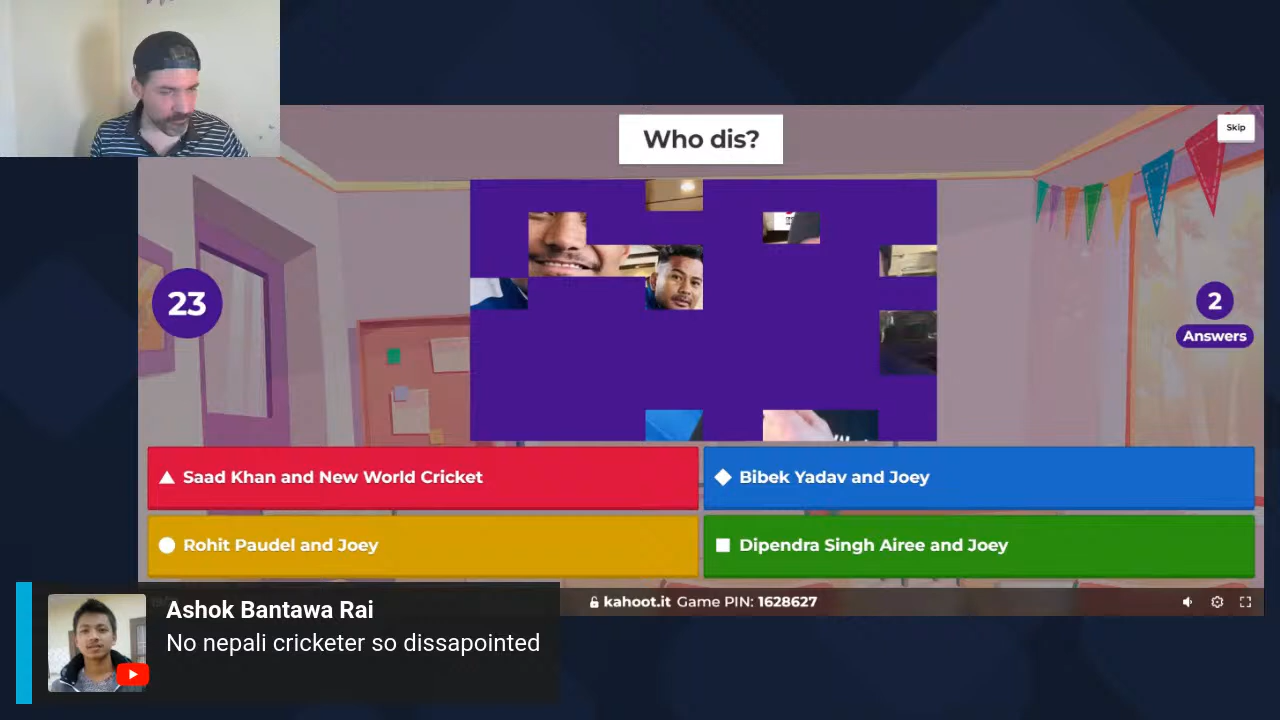 Who dis?
Skip
23
2
Answers
Saad Khan and New World Cricket
Bibek Yadav and Joey
Rohit Paudel and Joey
Dipendra Singh Airee and Joey
kahoot.it Game PIN: 1628627
Ashok Bantawa Rai
No nepali cricketer so dissapointed